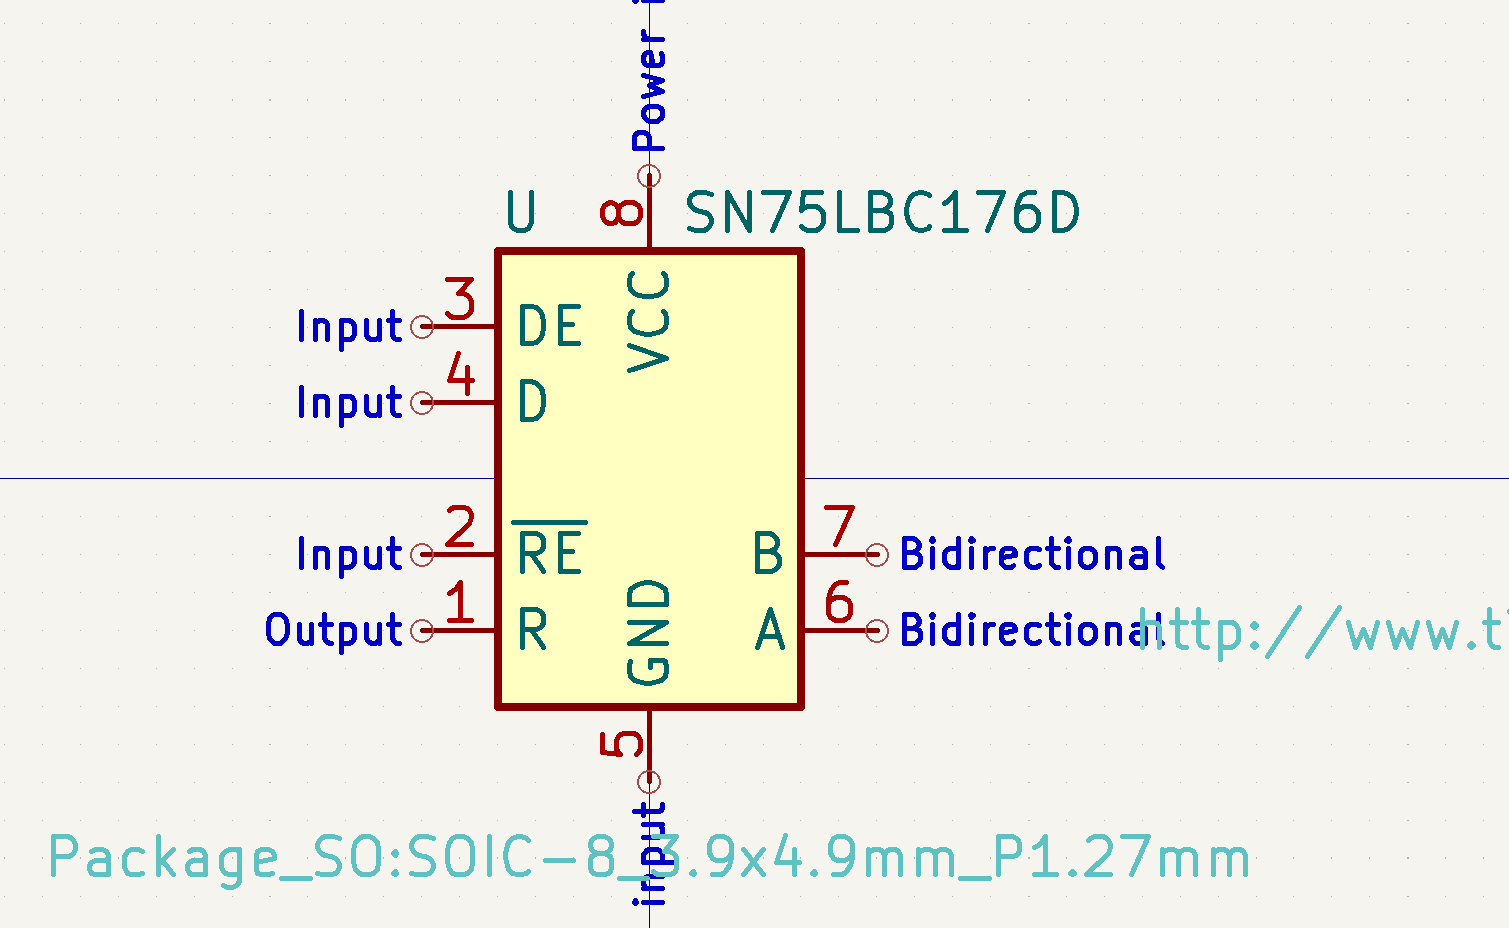 Power i
8
U
SN75LBC176D
VCC
Input
3
DE
Input
4
D
Input
2
RE
B
7
Bidirectional
Output
1
R
A
6
Bidirectional
http://www.t
GND
5
input
Package_SO:SOIC-8_3.9x4.9mm_P1.27mm